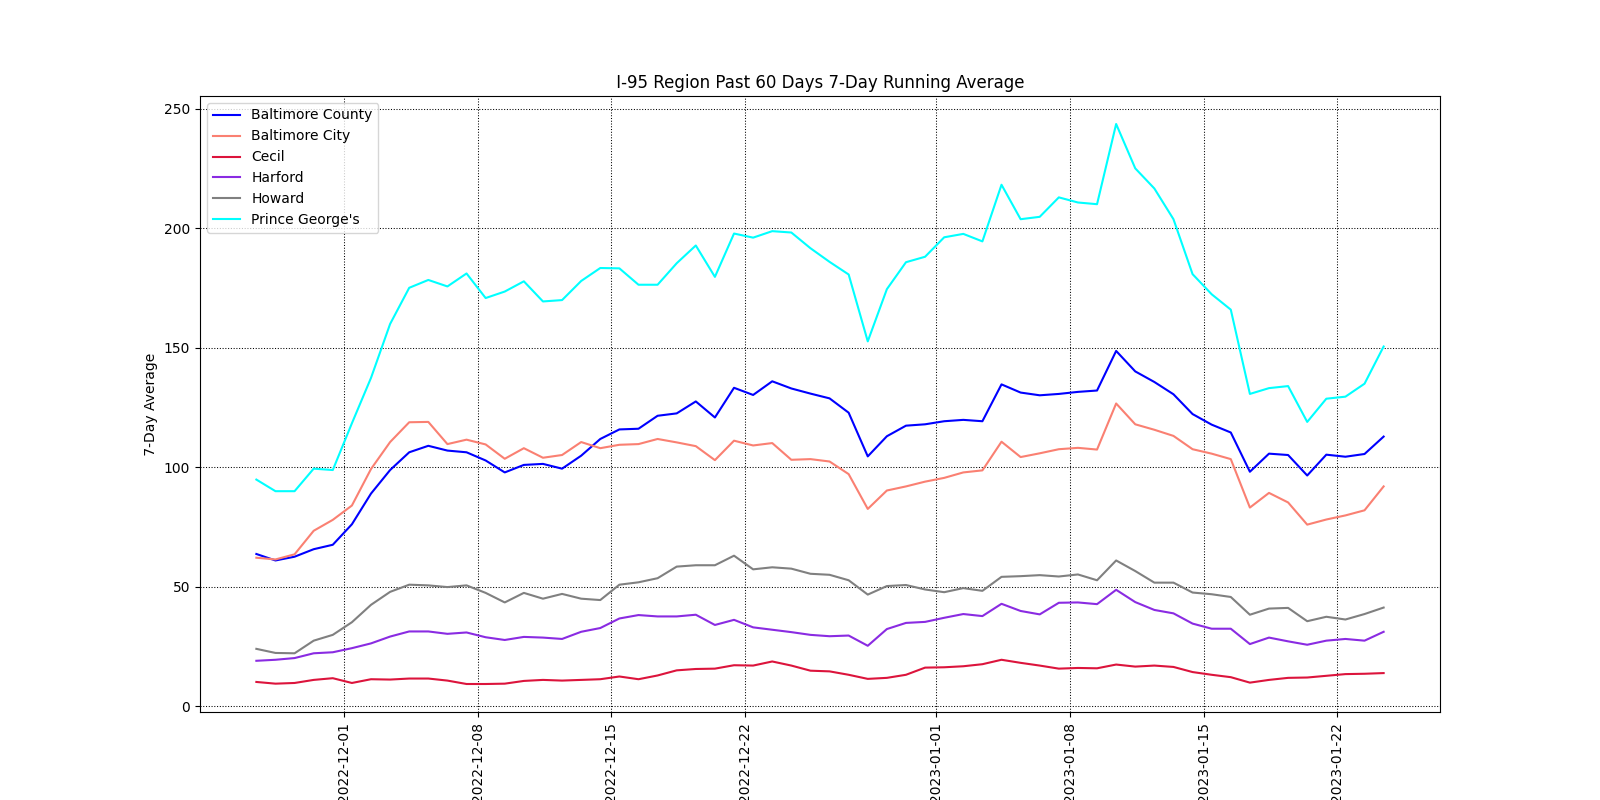 I-95 Region Past 60 Days 7-Day Running Average
250
200
150
100
50
0
7-Day Average
Baltimore County
Baltimore City
Cecil
Harford
Howard
Prince George's
2022-12-01
2022-12-08
2022-12-15
2022-12-22
2023-01-01
2023-01-08
2023-01-15
2023-01-22